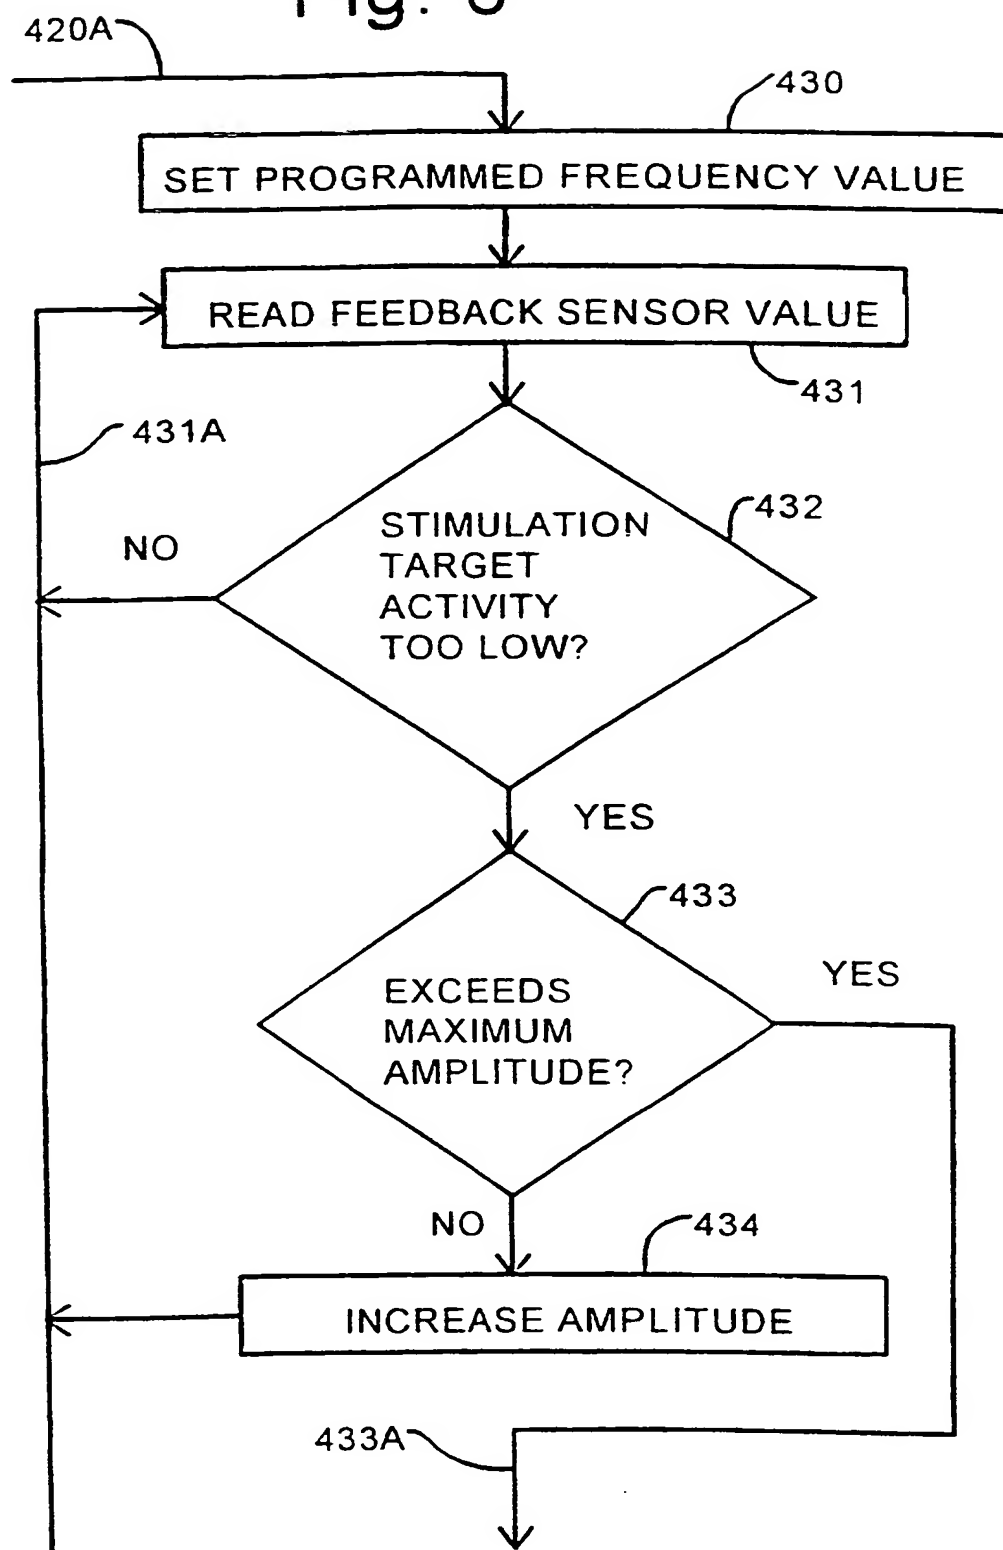 420A
430
SET PROGRAMMED FREQUENCY VALUE
READ FEEDBACK SENSOR VALUE
431
431A
432
STIMULATION
TARGET
ACTIVITY
TOO LOW?
NO
YES
433
EXCEEDS
MAXIMUM
AMPLITUDE?
YES
NO
434
INCREASE AMPLITUDE
433A